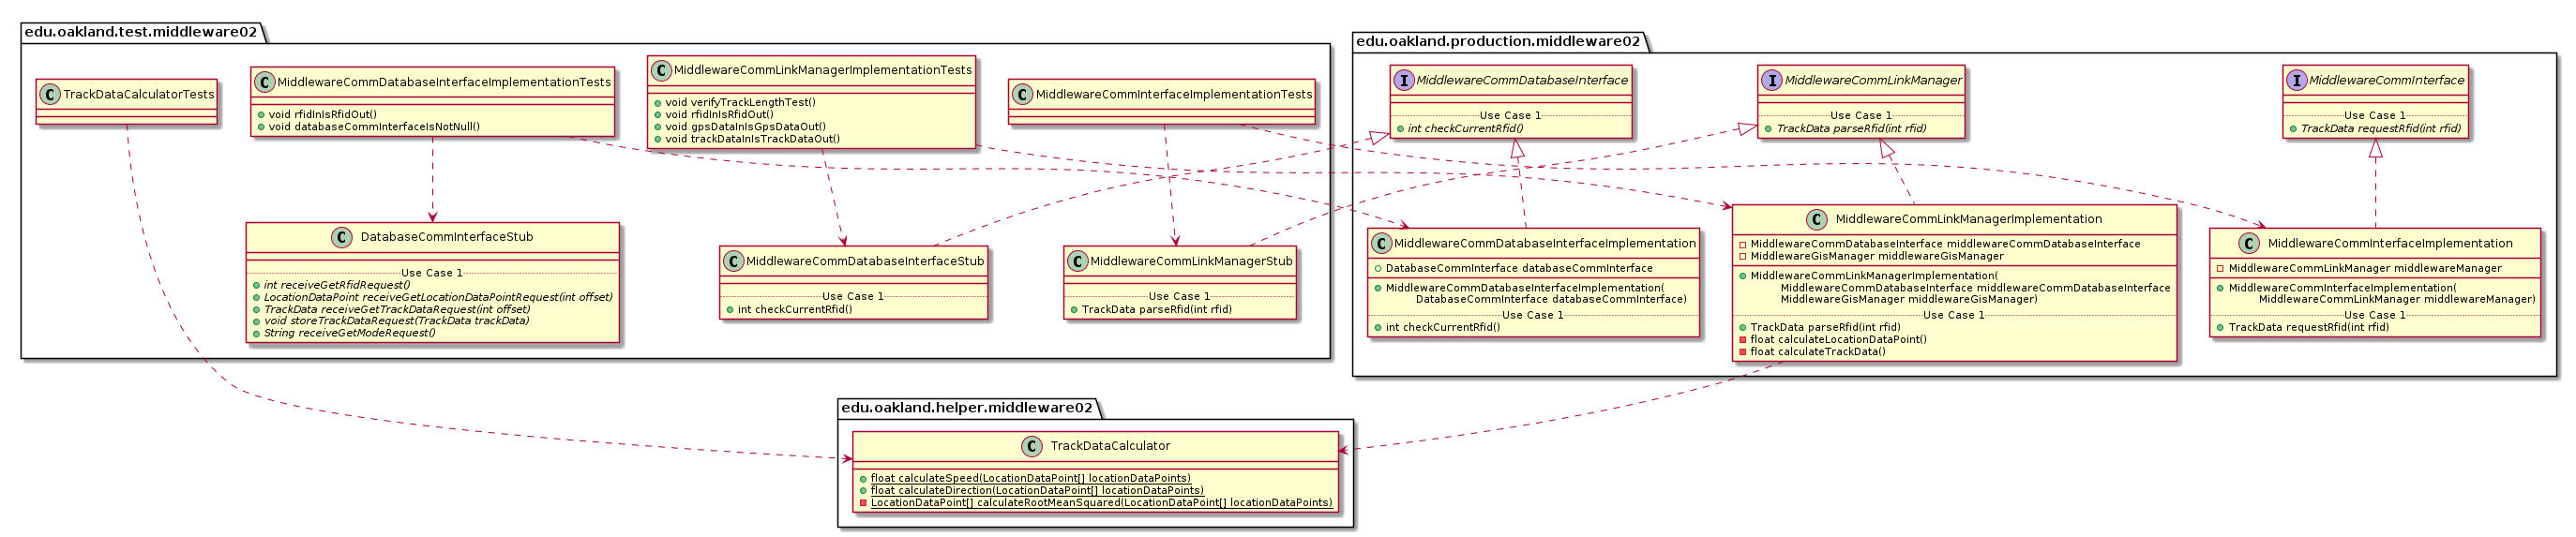 edu.oakland.test.middleware02
C TrackDataCalculatorTests
C MiddlewareCommDatabaseInterfaceImplementationTests
void rfidInIsRfidOut()
void databaseCommInterfaceIsNotNull()
C MiddlewareCommLinkManagerImplementationTests
void verifyTrackLengthTest()
void rfidInIsRfidOut()
void gpsDataInIsGpsDataOut()
void trackDataInIsTrackDataOut()
C MiddlewareCommInterfaceImplementationTests
C DatabaseCommInterfaceStub
Use Case 1
int receiveGetRfidRequest()
LocationDataPoint receiveGetLocationDataPointRequest(int offset)
TrackData receiveGetTrackDataRequest(int offset)
void storeTrackDataRequest(TrackData trackData)
String receiveGetModeRequest()
C MiddlewareCommDatabaseInterfaceStub
Use Case 1
int checkCurrentRfid()
C MiddlewareCommLinkManagerStub
Use Case 1
TrackData parseRfid(int rfid)
edu.oakland.production.middleware02
I MiddlewareCommDatabaseInterface
Use Case 1
int checkCurrentRfid()
I MiddlewareCommLinkManager
Use Case 1
TrackData parseRfid(int rfid)
I MiddlewareCommInterface
Use Case 1
TrackData requestRfid(int rfid)
C MiddlewareCommDatabaseInterfaceImplementation
DatabaseCommInterface databaseCommInterface
MiddlewareCommDatabaseInterfaceImplementation(
DatabaseCommInterface databaseCommInterface)
Use Case 1
int checkCurrentRfid()
C MiddlewareCommLinkManagerImplementation
MiddlewareCommDatabaseInterface middlewareCommDatabaseInterface
MiddlewareGisManager middlewareGisManager
MiddlewareCommLinkManagerImplementation(
MiddlewareCommDatabaseInterface middlewareCommDatabaseInterface
MiddlewareGisManager middlewareGisManager)
Use Case 1
TrackData parseRfid(int rfid)
float calculateLocationDataPoint()
float calculateTrackData()
C MiddlewareCommInterfaceImplementation
MiddlewareCommLinkManager middlewareManager
MiddlewareCommInterfaceImplementation(
MiddlewareCommLinkManager middlewareManager)
Use Case 1
TrackData requestRfid(int rfid)
edu.oakland.helper.middleware02
C TrackDataCalculator
float calculateSpeed(LocationDataPoint[] locationDataPoints)
float calculateDirection(LocationDataPoint[] locationDataPoints)
LocationDataPoint[] calculateRootMeanSquared(LocationDataPoint[] locationDataPoints)